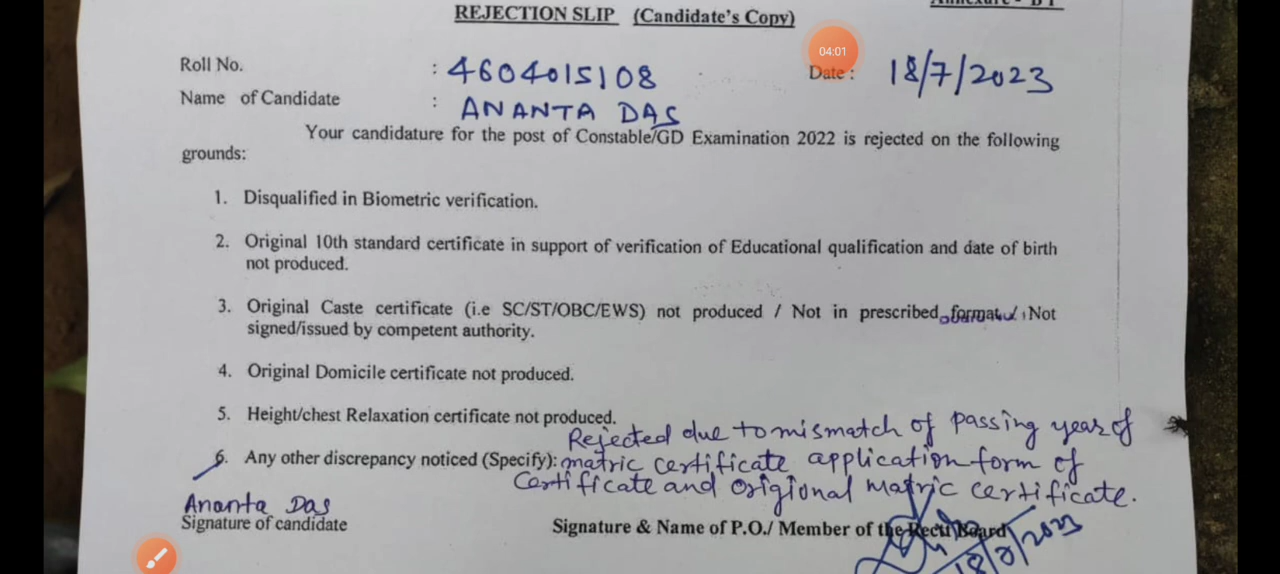 REJECTION SLIP (Candidate's Copy)
04:01
Roll No. : 4604015108 Date : 18/7/2023
Name of Candidate : ANANTA DAS
Your candidature for the post of Constable/GD Examination 2022 is rejected on the following
grounds:
1. Disqualified in Biometric verification.
2. Original 10th standard certificate in support of verification of Educational qualification and date of birth
not produced.
3. Original Caste certificate (i.e SC/ST/OBC/EWS) not produced / Not in prescribed format / Not
signed/issued by competent authority.
4. Original Domicile certificate not produced.
5. Height/chest Relaxation certificate not produced.
Rejected due to mismatch of passing year of
6. Any other discrepancy noticed (Specify): matric certificate application form of
certificate and origional matric certificate.
Ananta Das
Signature of candidate
Signature & Name of P.O./ Member of the Rectt Board